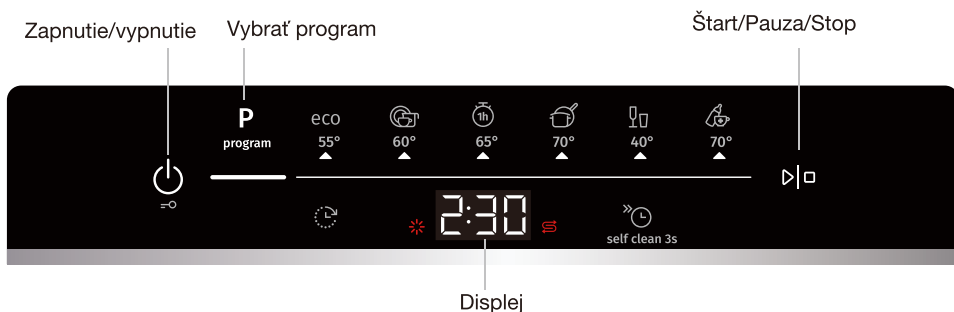 Zapnutie/vypnutie
Vybrať program
Štart/Pauza/Stop
P
program
eco
1h
55°
60°
65°
70°
40°
70°
2:30
self clean 3s
Displej